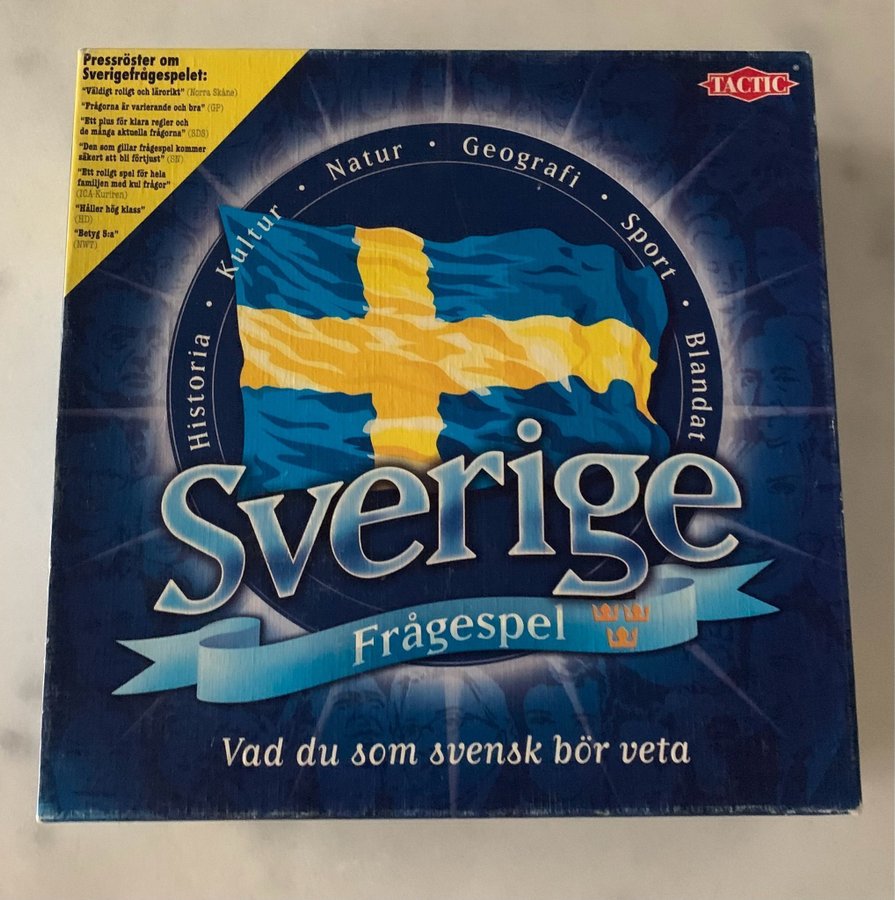 Pressröster om
Sverigefrågespelet:
"Väldigt roligt och lärorikt" (Norra Skåne)
"Frågorna är varierande och bra" (GP)
"Ett plus för klara regler och
de många aktuella frågorna" (SDS)
"Den som gillar frågespel kommer
säkert att bli förtjust" (SN)
"Ett roligt spel för hela
familjen med kul frågor"
(ICA-Kuriren)
"Håller hög klass"
(HD)
"Betyg 5:a"
(NWT)
TACTIC®
Historia • Kultur • Natur • Geografi • Sport • Blandat
Sverige
Frågespel
Vad du som svensk bör veta